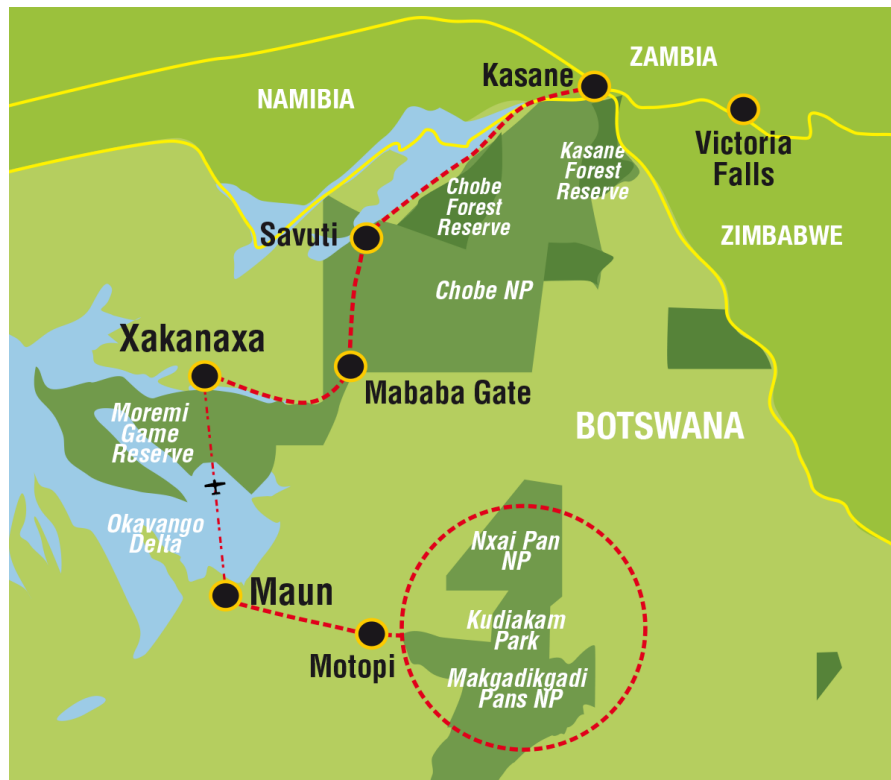 ZAMBIA
Kasane
NAMIBIA
Victoria
Falls
Kasane
Forest
Reserve
Chobe
Forest
Reserve
Savuti
ZIMBABWE
Chobe NP
Xakanaxa
Mababa Gate
Moremi
Game
Reserve
BOTSWANA
Okavango
Delta
Nxai Pan
NP
Maun
Kudiakam
Park
Motopi
Makgadikgadi
Pans NP